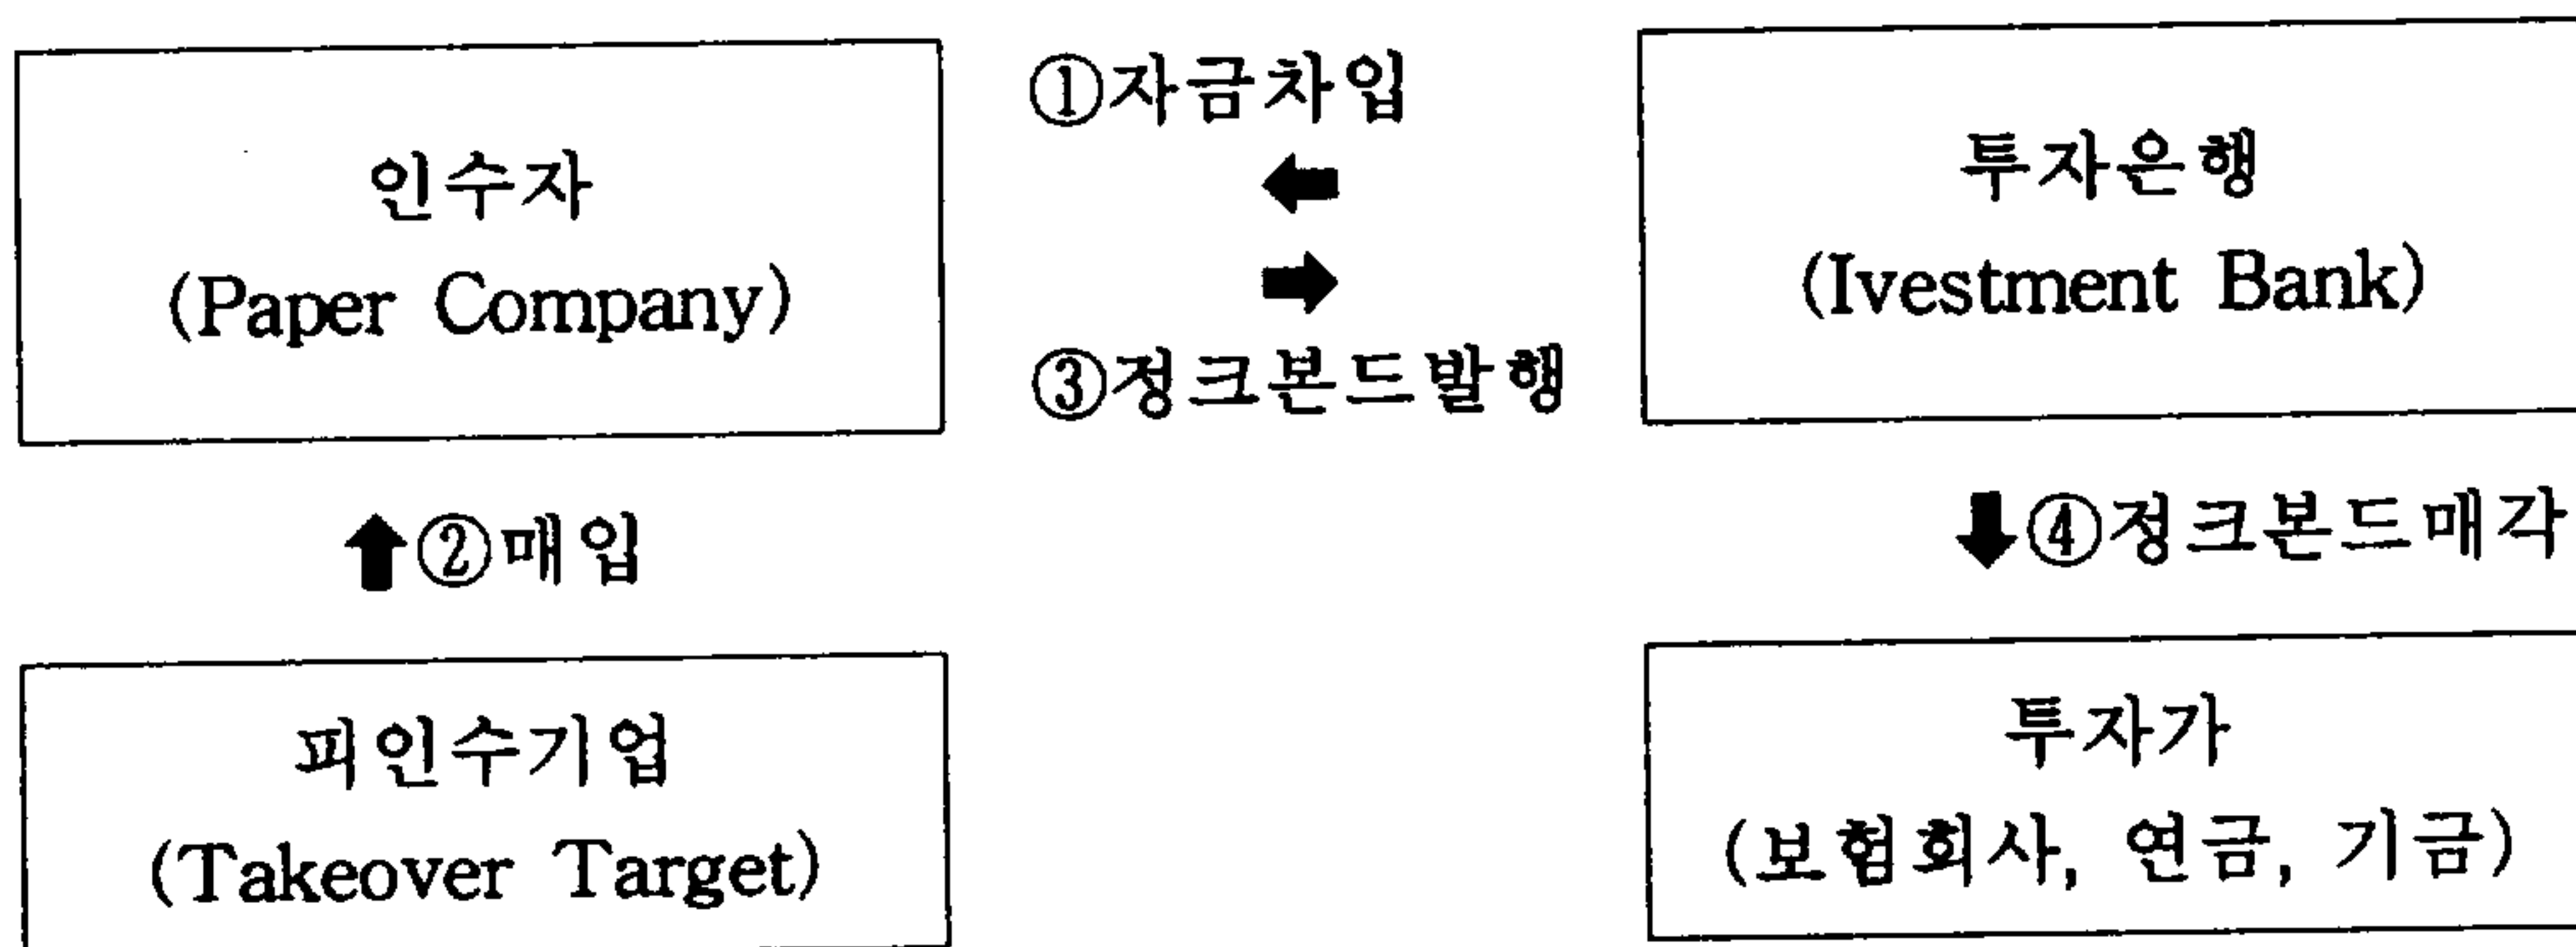 인수자
(Paper Company)
①자금차입
③정크본드발행
투자은행
(Ivestment Bank)
②매입
④정크본드매각
피인수기업
(Takeover Target)
투자가
(보험회사, 연금, 기금)